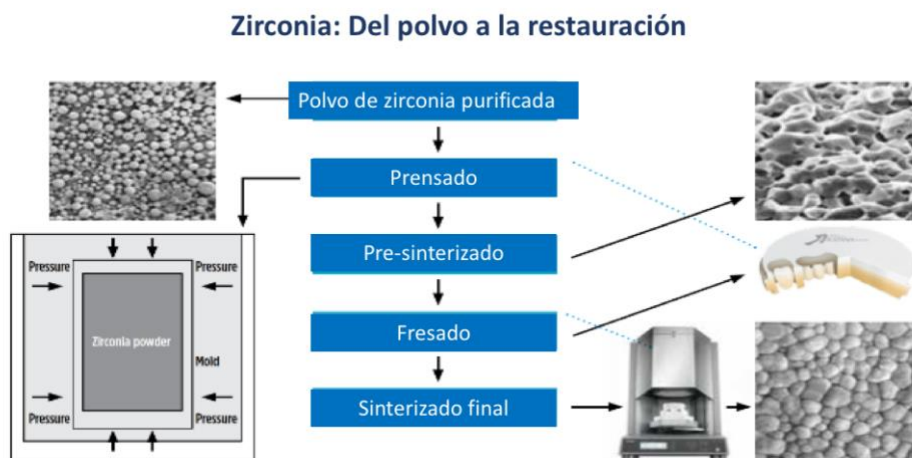 Zirconia: Del polvo a la restauración
Polvo de zirconia purificada
Prensado
Pre-sinterizado
Fresado
Sinterizado final
Pressure
Pressure
Zirconia powder
Mold
Pressure
Pressure